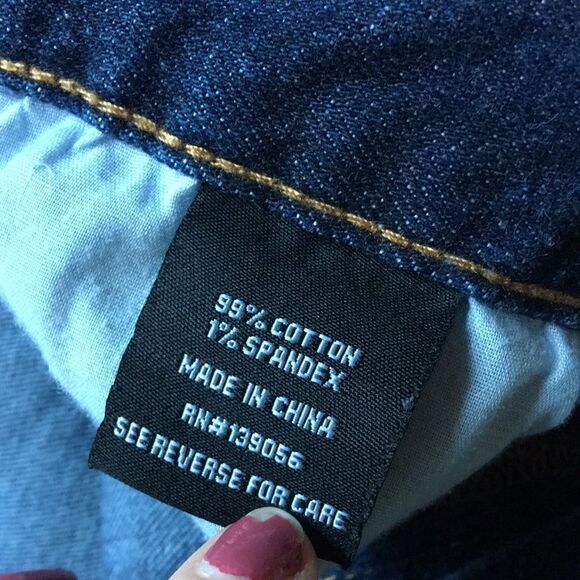 99% COTTON
1% SPANDEX
MADE IN CHINA
RN#139056
SEE REVERSE FOR CARE